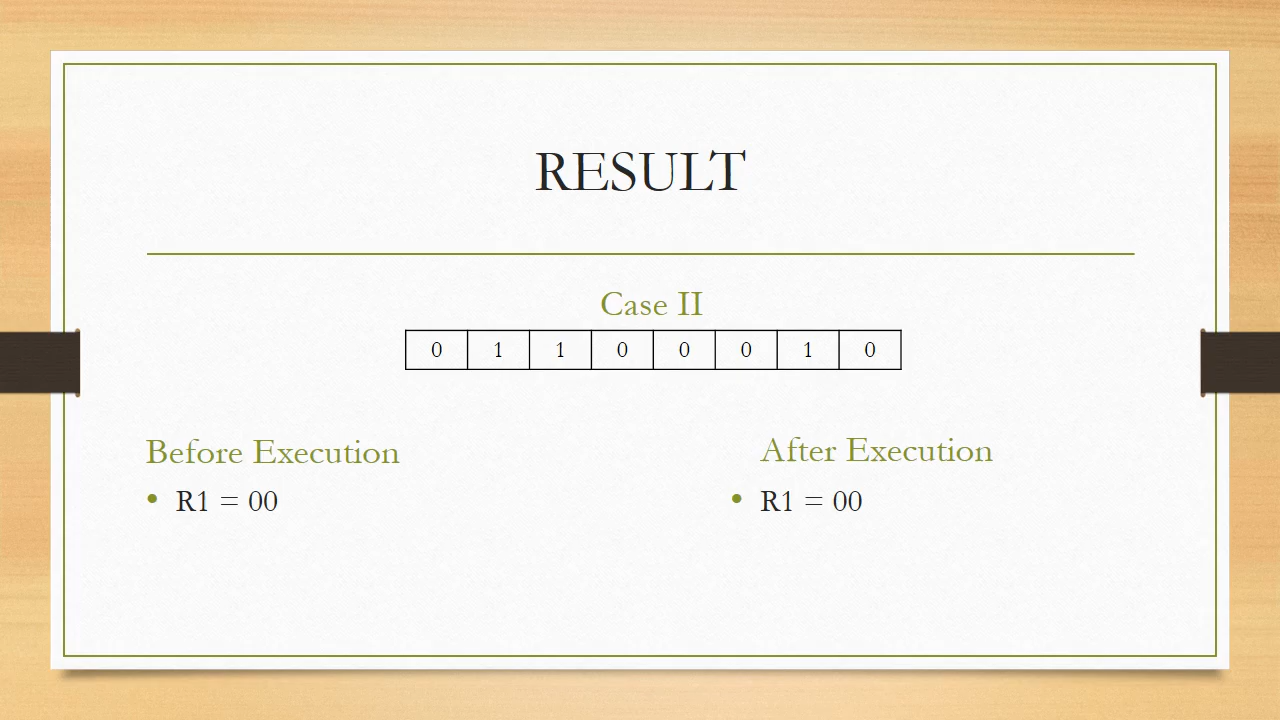 RESULT
Case II
0 1 1 0 0 0 1 0
Before Execution
• R1 = 00
After Execution
• R1 = 00